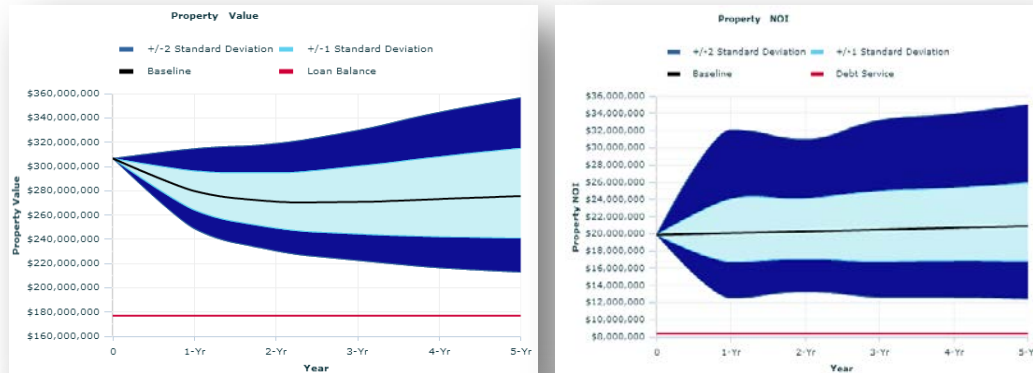 Property Value
+/-2 Standard Deviation
+/-1 Standard Deviation
Baseline
Loan Balance
$360,000,000
$340,000,000
$320,000,000
$300,000,000
$280,000,000
$260,000,000
$240,000,000
$220,000,000
$200,000,000
$180,000,000
$160,000,000
Property Value
0
1-Yr
2-Yr
3-Yr
4-Yr
5-Yr
Year
Property NOI
+/-2 Standard Deviation
+/-1 Standard Deviation
Baseline
Debt Service
$36,000,000
$34,000,000
$32,000,000
$30,000,000
$28,000,000
$26,000,000
$24,000,000
$22,000,000
$20,000,000
$18,000,000
$16,000,000
$14,000,000
$12,000,000
$10,000,000
$8,000,000
Property NOI
0
1-Yr
2-Yr
3-Yr
4-Yr
5-Yr
Year